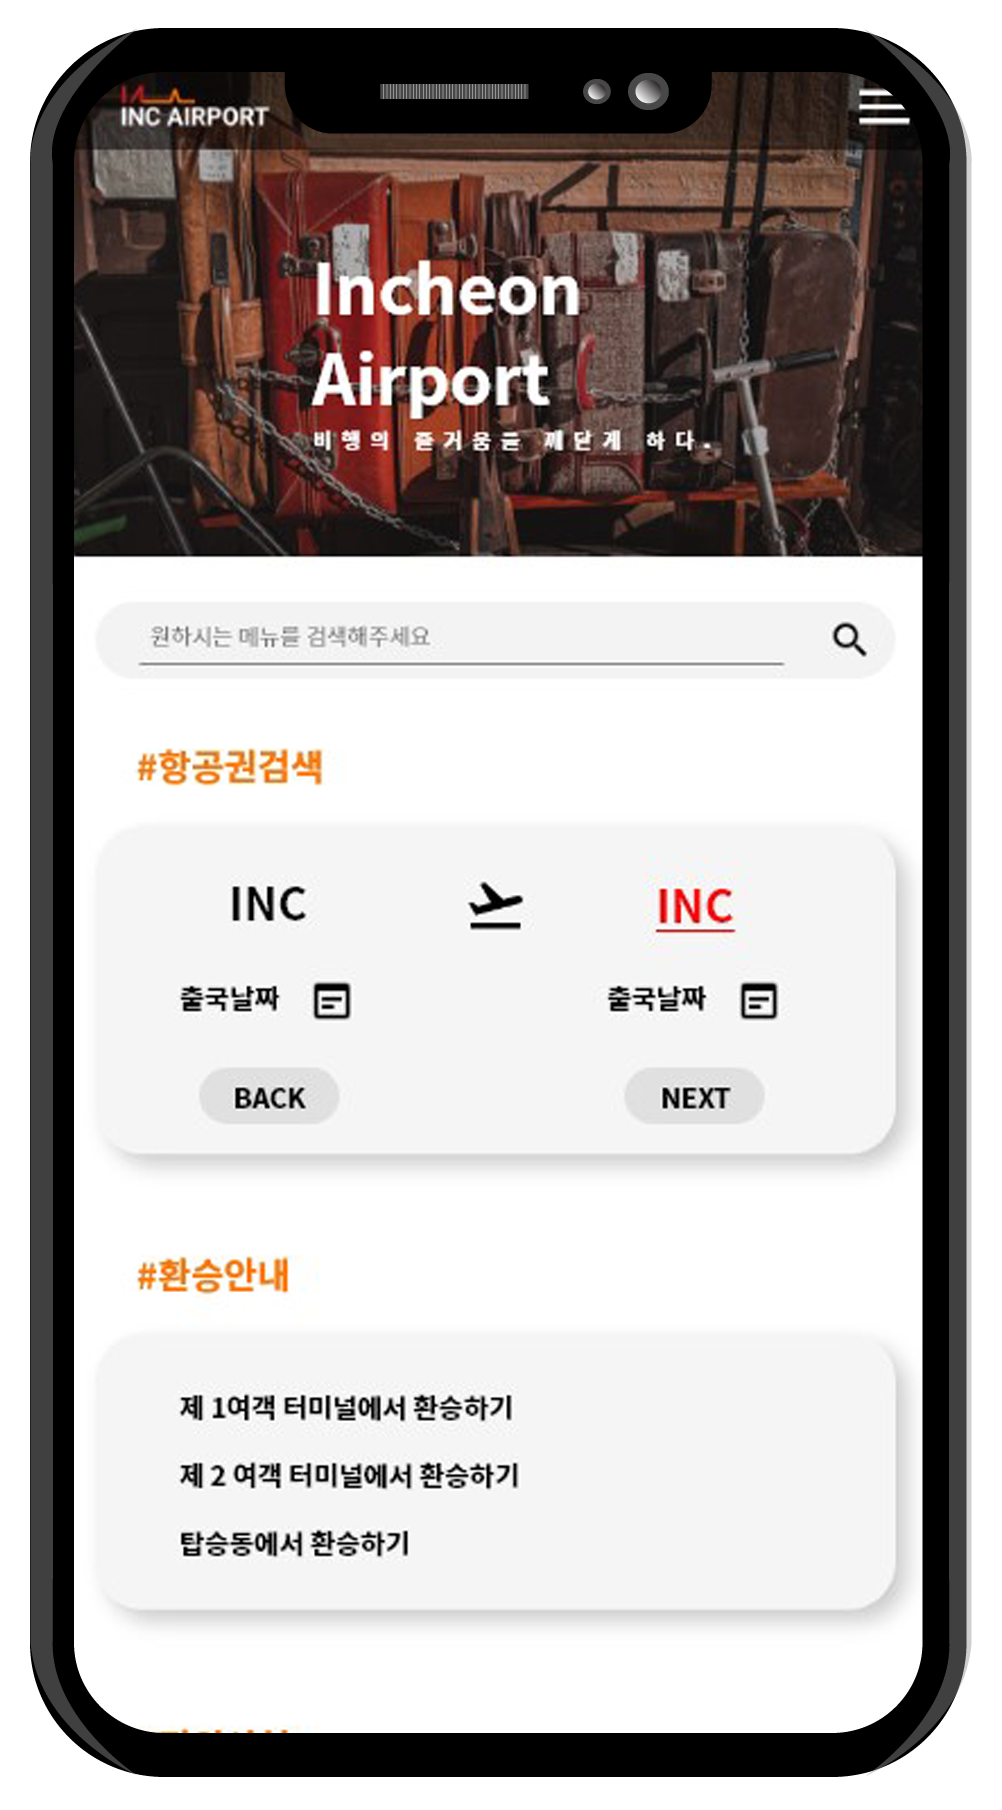 INC AIRPORT
Incheon
Airport
비행의 즐거움을 깨닫게 하다.
원하시는 메뉴를 검색해주세요
#항공권검색
INC INC
출국날짜 출국날짜
BACK NEXT
#환승안내
제 1여객 터미널에서 환승하기
제 2 여객 터미널에서 환승하기
탑승동에서 환승하기